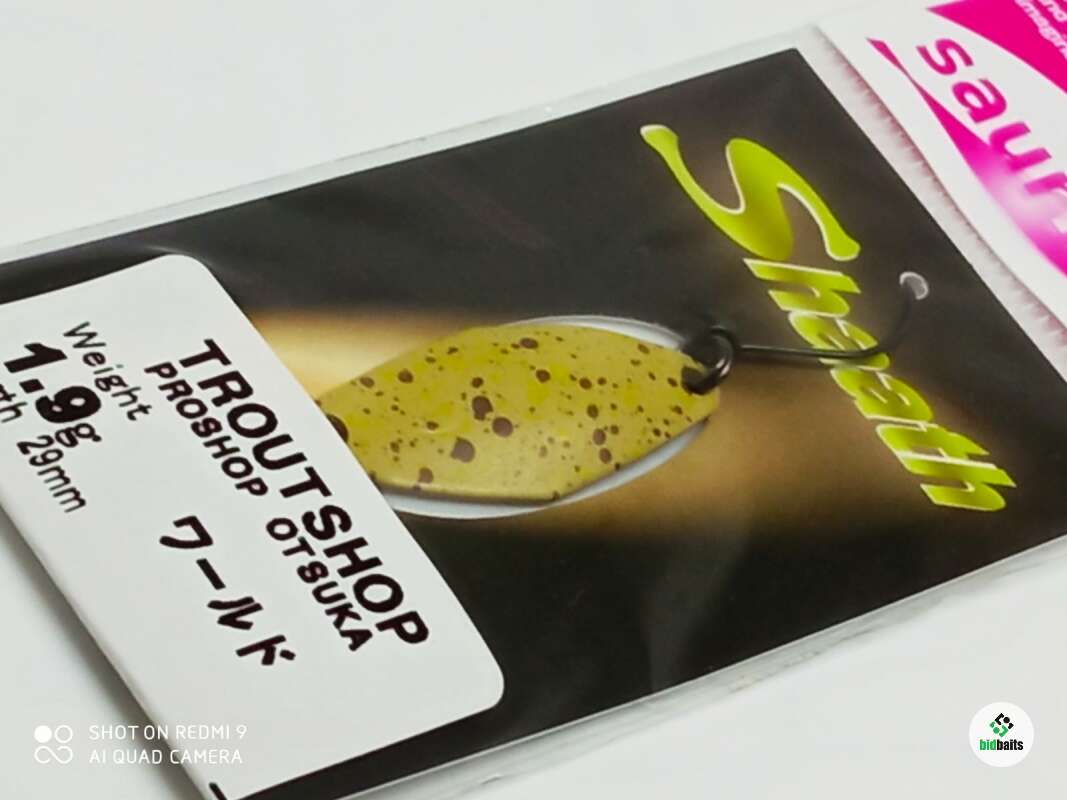 Sheath
TROUTSHOP
PROSHOP OTSUKA
ワールド
Weight
1.9g
29mm
SHOT ON REDMI 9
AI QUAD CAMERA
bidbaits